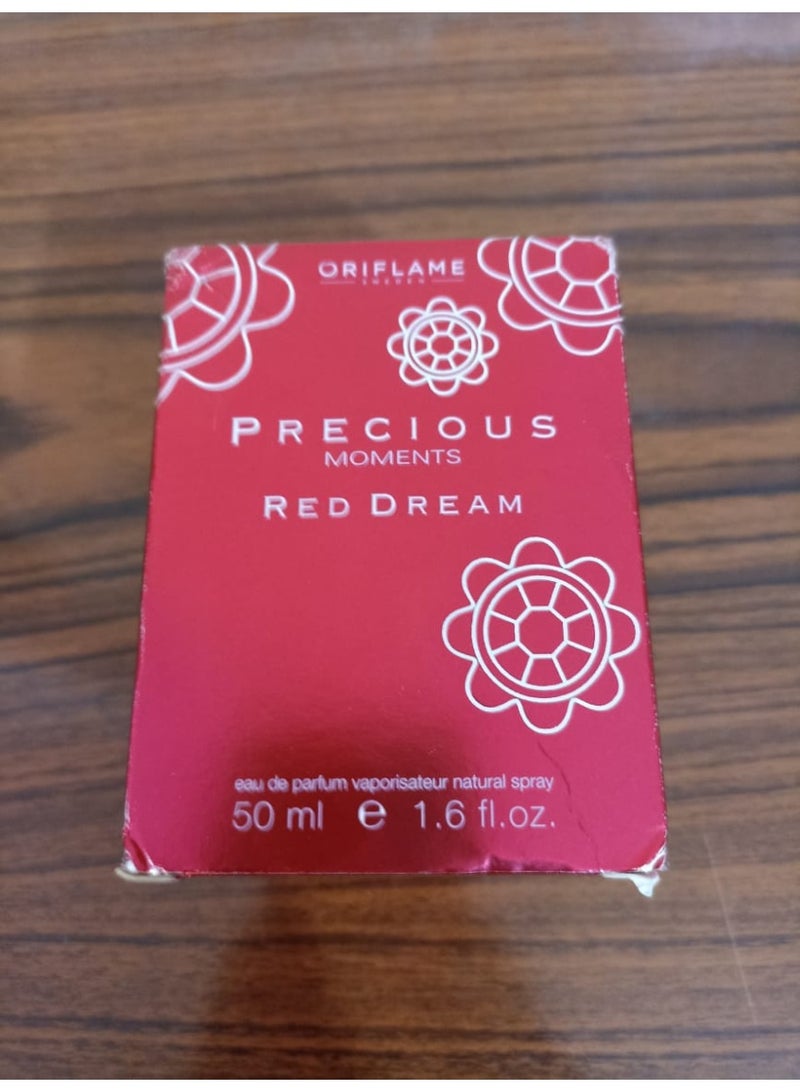 ORIFLAME
SWEDEN
PRECIOUS
MOMENTS
RED DREAM
eau de parfum vaporisateur natural spray
50 ml ℮ 1.6 fl.oz.